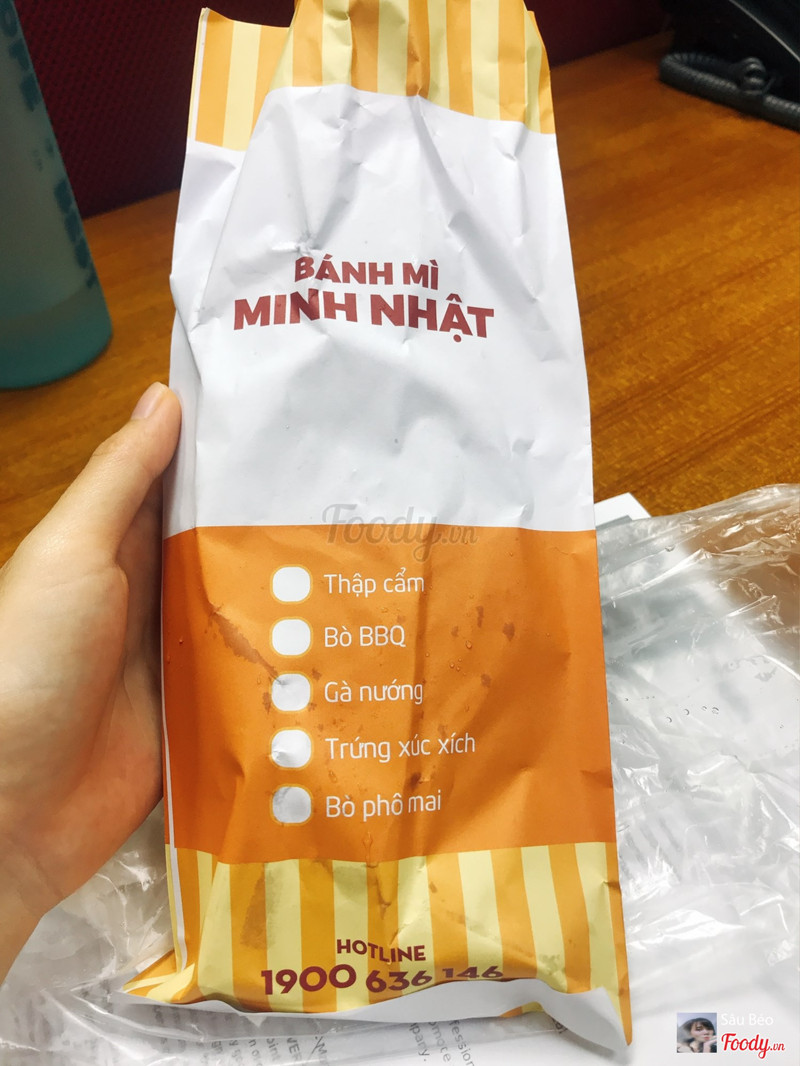 BÁNH MÌ
MINH NHẬT
Foody.vn
Thập cẩm
Bò BBQ
Gà nướng
Trứng xúc xích
Bò phô mai
HOTLINE
1900 636 146
Sâu Béo
Foody.vn